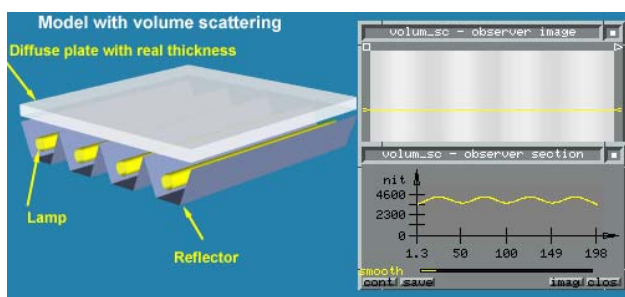 Model with volume scattering
Diffuse plate with real thickness
Lamp
Reflector
volum_sc - observer image
volum_sc - observer section
nit
4600
2300
0
1.3 50 100 149 198
smooth
cont save imag clos